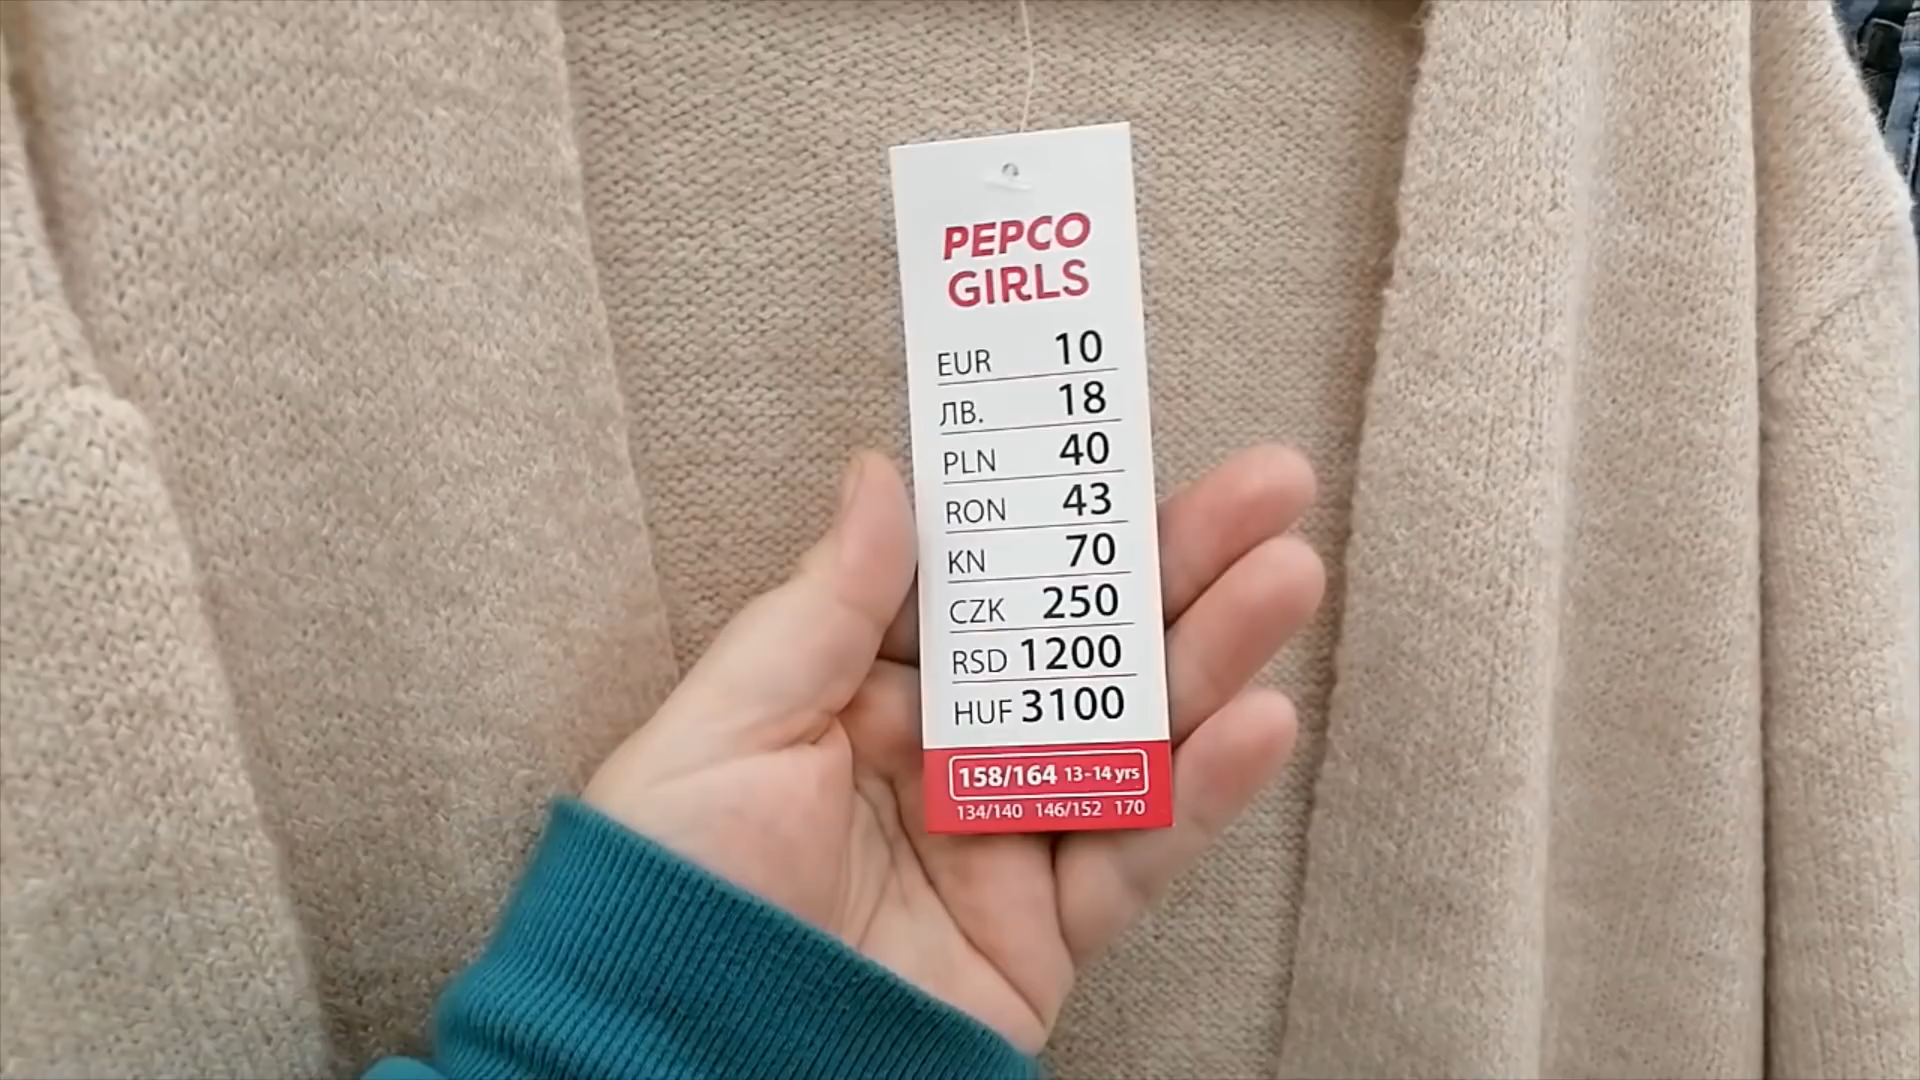 PEPCO
GIRLS
EUR 10
ЛВ. 18
PLN 40
RON 43
KN 70
CZK 250
RSD 1200
HUF 3100
158/164 13-14 yrs
134/140 146/152 170